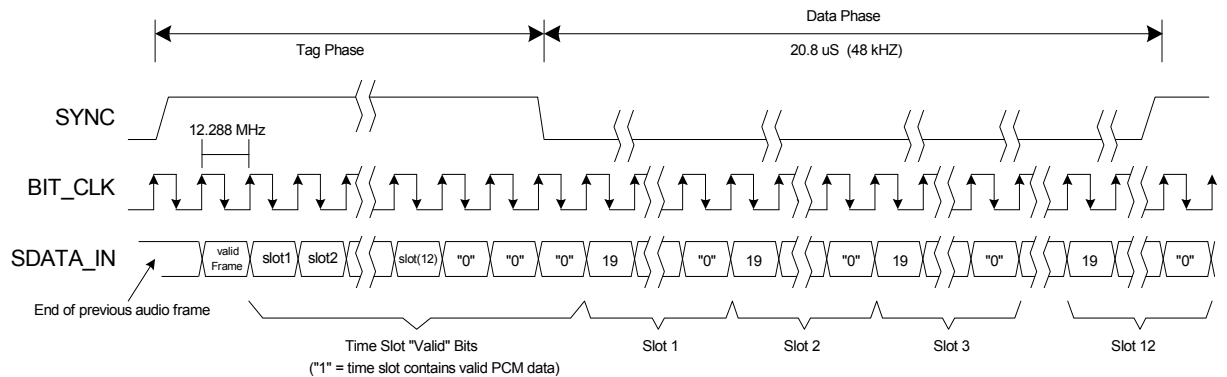 Data Phase
Tag Phase
20.8 uS (48 kHZ)
SYNC
12.288 MHz
BIT_CLK
SDATA_IN
valid Frame
slot1
slot2
slot(12)
"0"
"0"
"0"
19
"0"
19
"0"
19
"0"
19
"0"
End of previous audio frame
Time Slot "Valid" Bits
("1" = time slot contains valid PCM data)
Slot 1
Slot 2
Slot 3
Slot 12